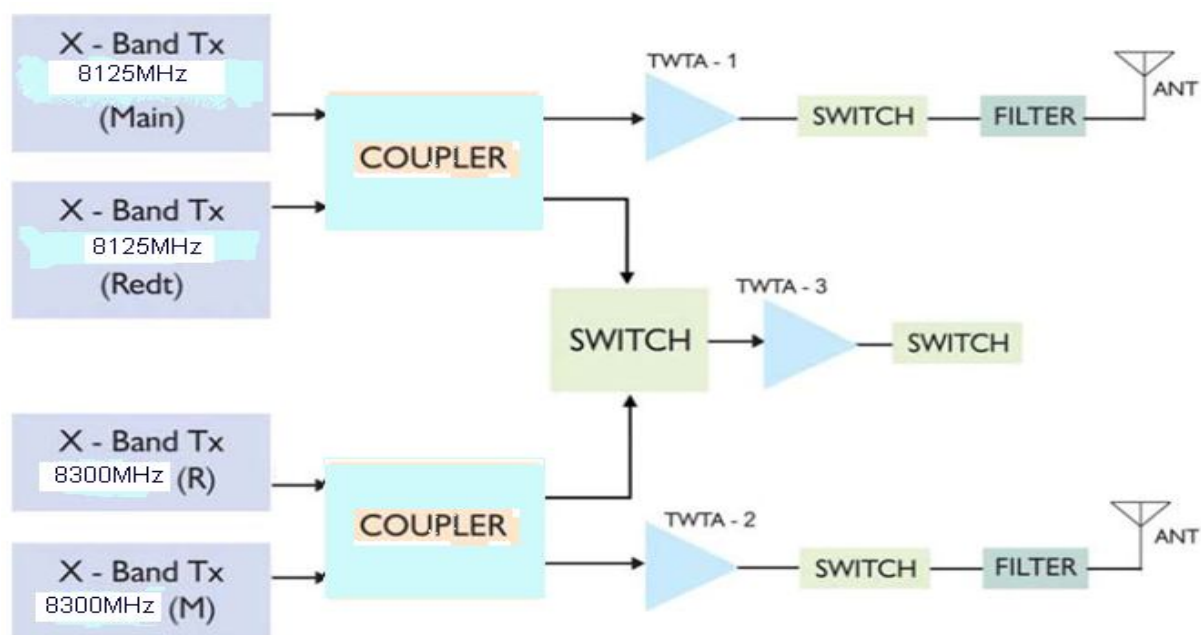 X - Band Tx
8125MHz
(Main)
X - Band Tx
8125MHz
(Redt)
COUPLER
TWTA - 1
SWITCH
FILTER
ANT
SWITCH
TWTA - 3
SWITCH
X - Band Tx
8300MHz (R)
X - Band Tx
8300MHz (M)
COUPLER
TWTA - 2
SWITCH
FILTER
ANT